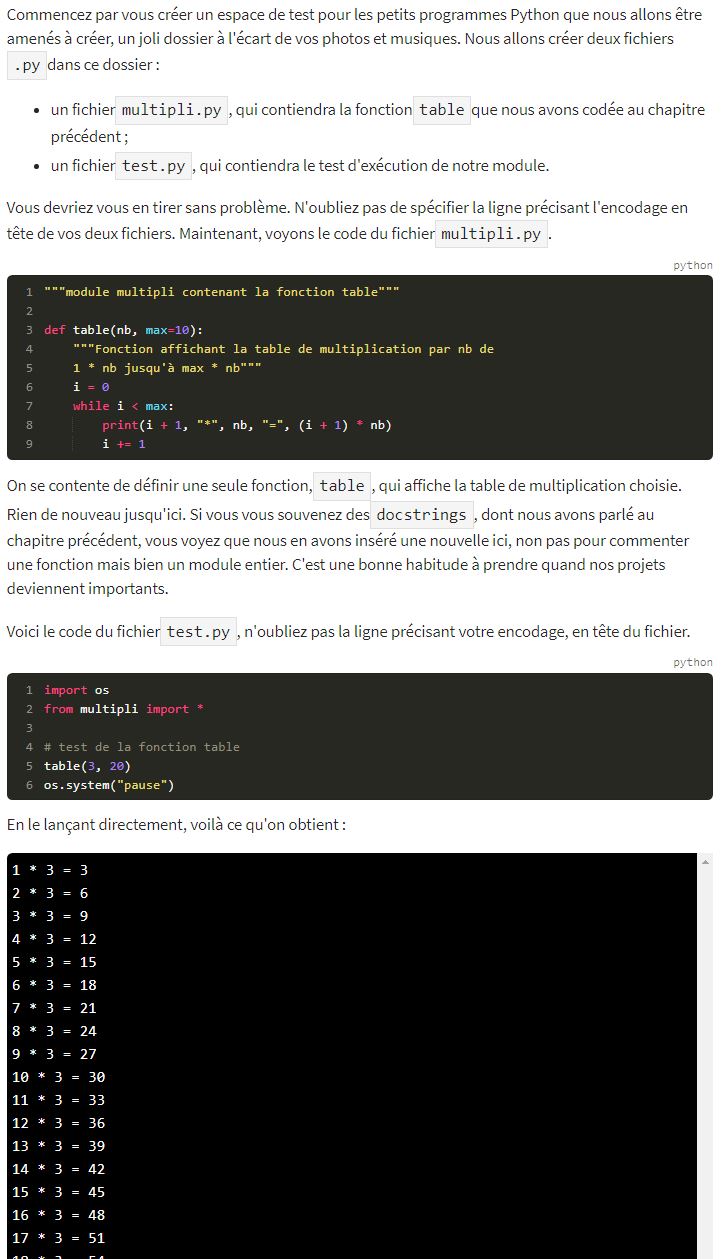 Commencez par vous créer un espace de test pour les petits programmes Python que nous allons être
amenés à créer, un joli dossier à l'écart de vos photos et musiques. Nous allons créer deux fichiers
.py dans ce dossier :
• un fichier multipli.py , qui contiendra la fonction table que nous avons codée au chapitre
précédent ;
• un fichier test.py , qui contiendra le test d'exécution de notre module.
Vous devriez vous en tirer sans problème. N'oubliez pas de spécifier la ligne précisant l'encodage en
tête de vos deux fichiers. Maintenant, voyons le code du fichier multipli.py .
python
1 """module multipli contenant la fonction table"""
2
3 def table(nb, max=10):
4     """Fonction affichant la table de multiplication par nb de
5     1 * nb jusqu'à max * nb"""
6     i = 0
7     while i < max:
8         print(i + 1, "*", nb, "=", (i + 1) * nb)
9         i += 1
On se contente de définir une seule fonction, table , qui affiche la table de multiplication choisie.
Rien de nouveau jusqu'ici. Si vous vous souvenez des docstrings , dont nous avons parlé au
chapitre précédent, vous voyez que nous en avons inséré une nouvelle ici, non pas pour commenter
une fonction mais bien un module entier. C'est une bonne habitude à prendre quand nos projets
deviennent importants.
Voici le code du fichier test.py , n'oubliez pas la ligne précisant votre encodage, en tête du fichier.
python
1 import os
2 from multipli import *
3
4 # test de la fonction table
5 table(3, 20)
6 os.system("pause")
En le lançant directement, voilà ce qu'on obtient :
1 * 3 = 3
2 * 3 = 6
3 * 3 = 9
4 * 3 = 12
5 * 3 = 15
6 * 3 = 18
7 * 3 = 21
8 * 3 = 24
9 * 3 = 27
10 * 3 = 30
11 * 3 = 33
12 * 3 = 36
13 * 3 = 39
14 * 3 = 42
15 * 3 = 45
16 * 3 = 48
17 * 3 = 51
18 * 3 = 54